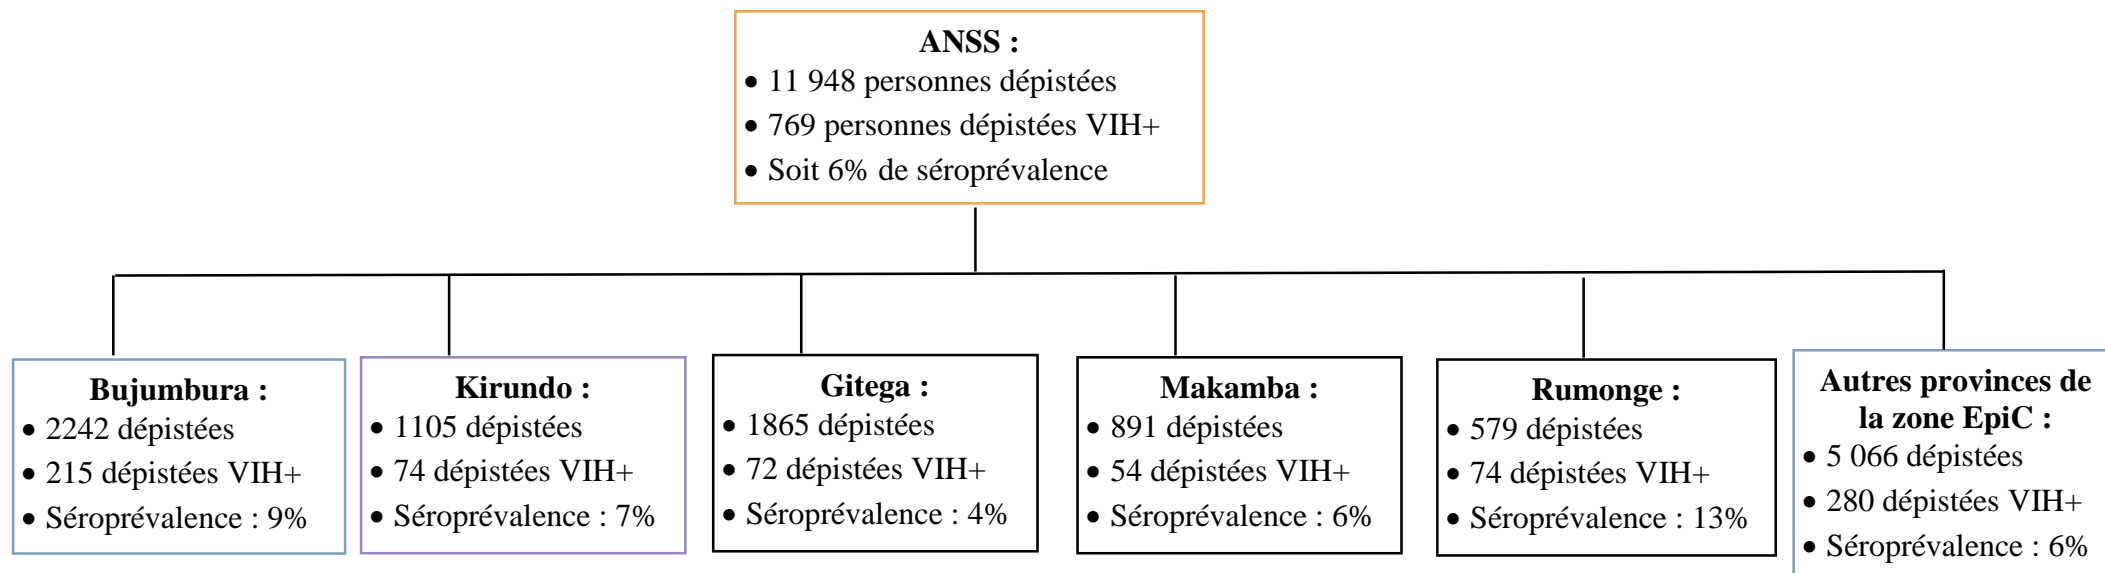 ANSS :
• 11 948 personnes dépistées
• 769 personnes dépistées VIH+
• Soit 6% de séroprévalence
Bujumbura :
• 2242 dépistées
• 215 dépistées VIH+
• Séroprévalence : 9%
Kirundo :
• 1105 dépistées
• 74 dépistées VIH+
• Séroprévalence : 7%
Gitega :
• 1865 dépistées
• 72 dépistées VIH+
• Séroprévalence : 4%
Makamba :
• 891 dépistées
• 54 dépistées VIH+
• Séroprévalence : 6%
Rumonge :
• 579 dépistées
• 74 dépistées VIH+
• Séroprévalence : 13%
Autres provinces de
la zone EpiC :
• 5 066 dépistées
• 280 dépistées VIH+
• Séroprévalence : 6%